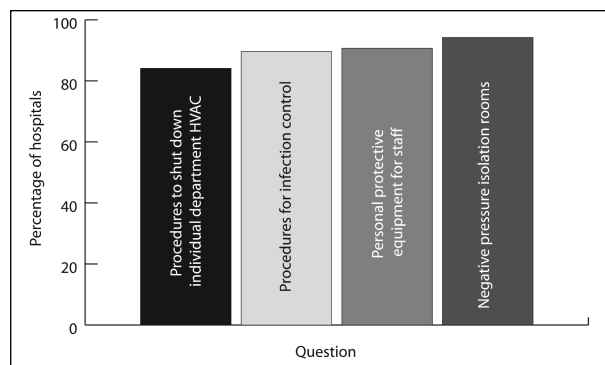 100
80
60
40
20
0
Percentage of hospitals
Procedures to shut down
individual department HVAC
Procedures for infection control
Personal protective
equipment for staff
Negative pressure isolation rooms
Question